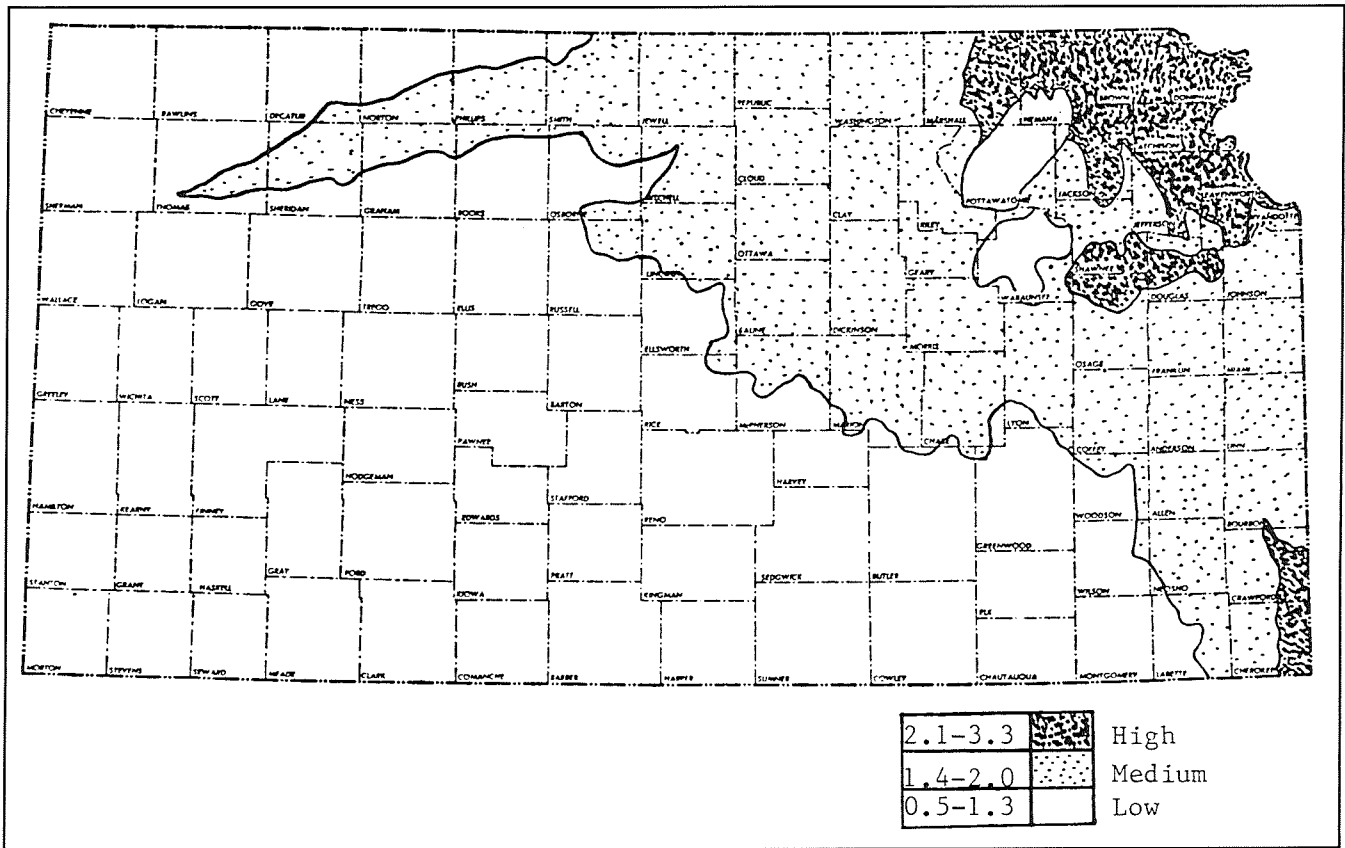 CHEYENNE
RAWLINS
DECATUR
NORTON
PHILLIPS
SMITH
JEWELL
REPUBLIC
WASHINGTON
MARSHALL
NEMAHA
BROWN
DONIPHAN
ATCHISON
SHERMAN
THOMAS
SHERIDAN
GRAHAM
ROOKS
OSBORNE
MITCHELL
CLOUD
CLAY
RILEY
POTTAWATOMIE
JACKSON
JEFFERSON
LEAVENWORTH
WYANDOTTE
WALLACE
LOGAN
GOVE
TREGO
ELLIS
RUSSELL
LINCOLN
OTTAWA
GEARY
WABAUNSEE
SHAWNEE
DOUGLAS
JOHNSON
GREELEY
WICHITA
SCOTT
LANE
NESS
RUSH
BARTON
ELLSWORTH
SALINE
DICKINSON
MORRIS
OSAGE
FRANKLIN
MIAMI
PAWNEE
RICE
McPHERSON
MARION
CHASE
LYON
COFFEY
ANDERSON
LINN
HAMILTON
KEARNY
FINNEY
HODGEMAN
EDWARDS
STAFFORD
RENO
HARVEY
GREENWOOD
WOODSON
ALLEN
BOURBON
STANTON
GRANT
HASKELL
GRAY
FORD
KIOWA
PRATT
KINGMAN
SEDGWICK
BUTLER
ELK
WILSON
NEOSHO
CRAWFORD
MORTON
STEVENS
SEWARD
MEADE
CLARK
COMANCHE
BARBER
HARPER
SUMNER
COWLEY
CHAUTAUQUA
MONTGOMERY
LABETTE
CHEROKEE
2.1-3.3 High
1.4-2.0 Medium
0.5-1.3 Low